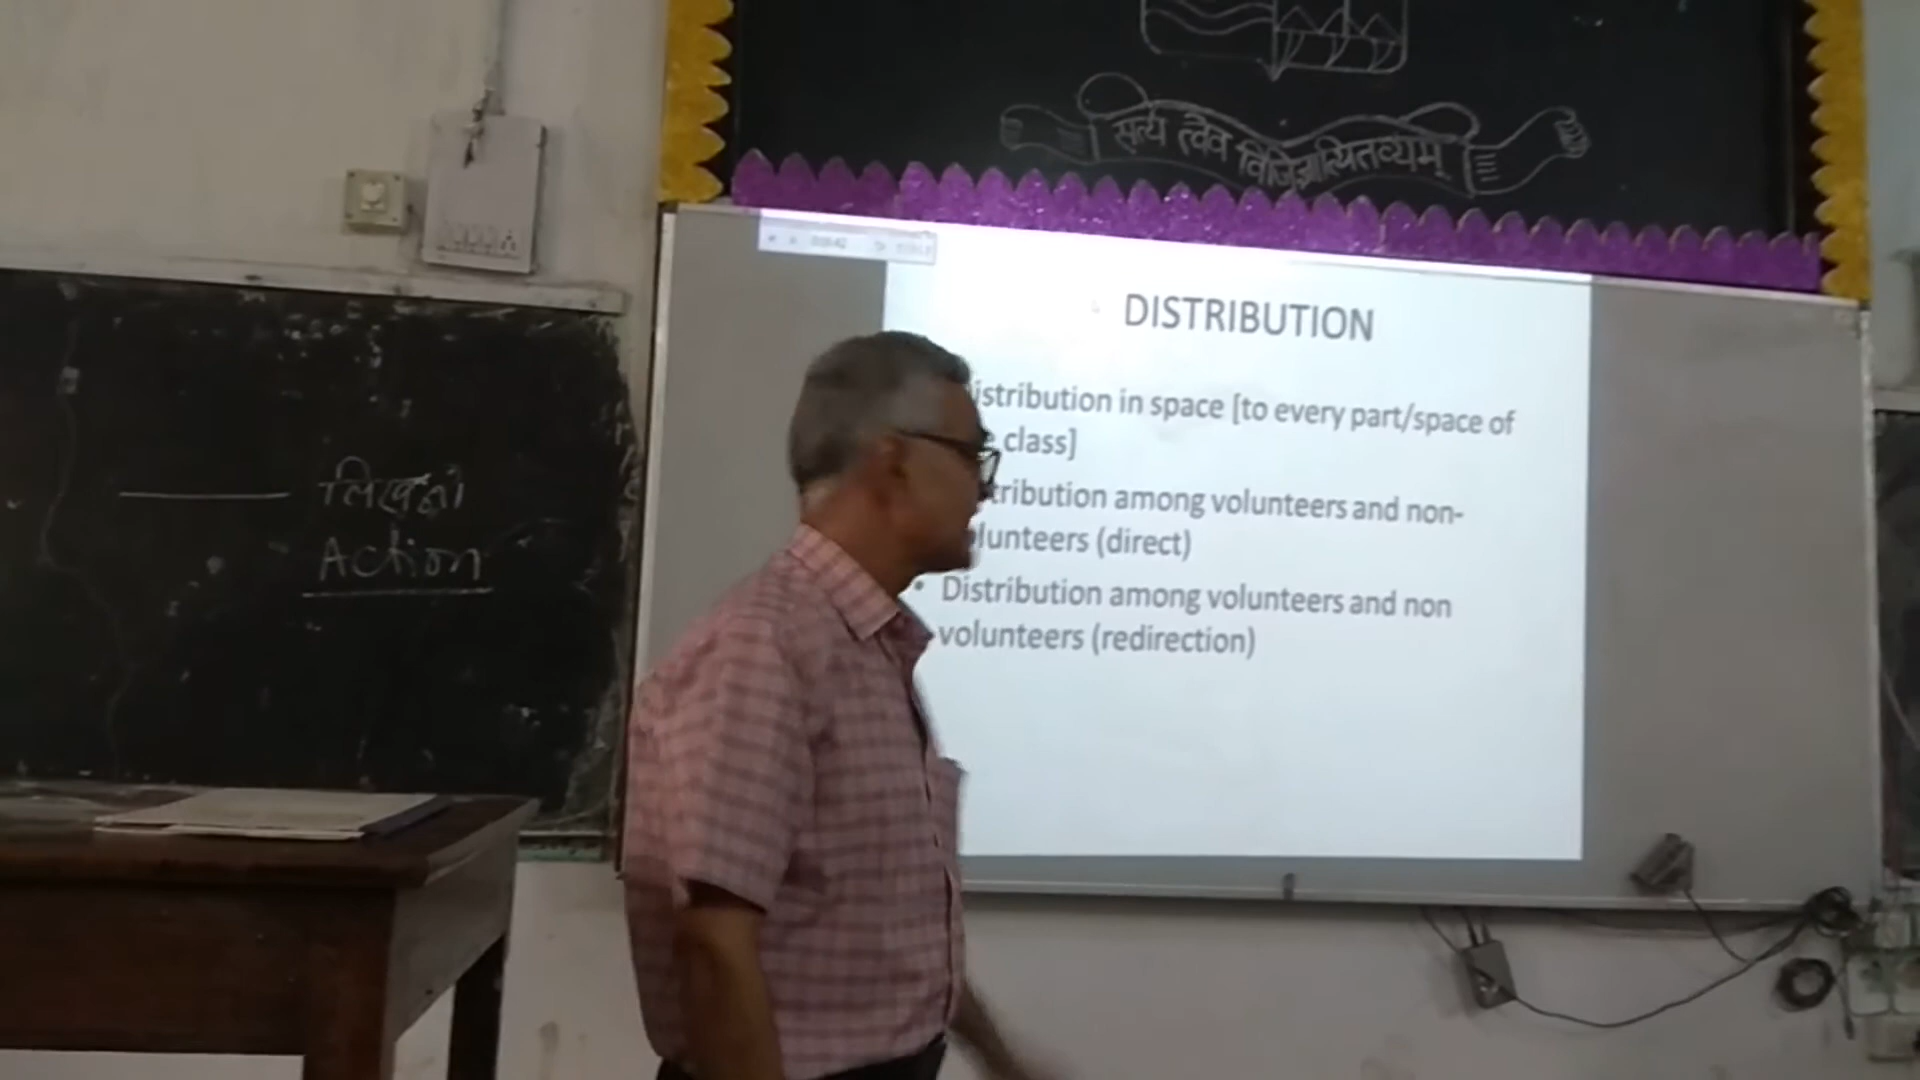 सत्यं त्वेव विजिज्ञासितव्यम्
DISTRIBUTION
istribution in space [to every part/space of
e class]
tribution among volunteers and non-
lunteers (direct)
• Distribution among volunteers and non
volunteers (redirection)
Action